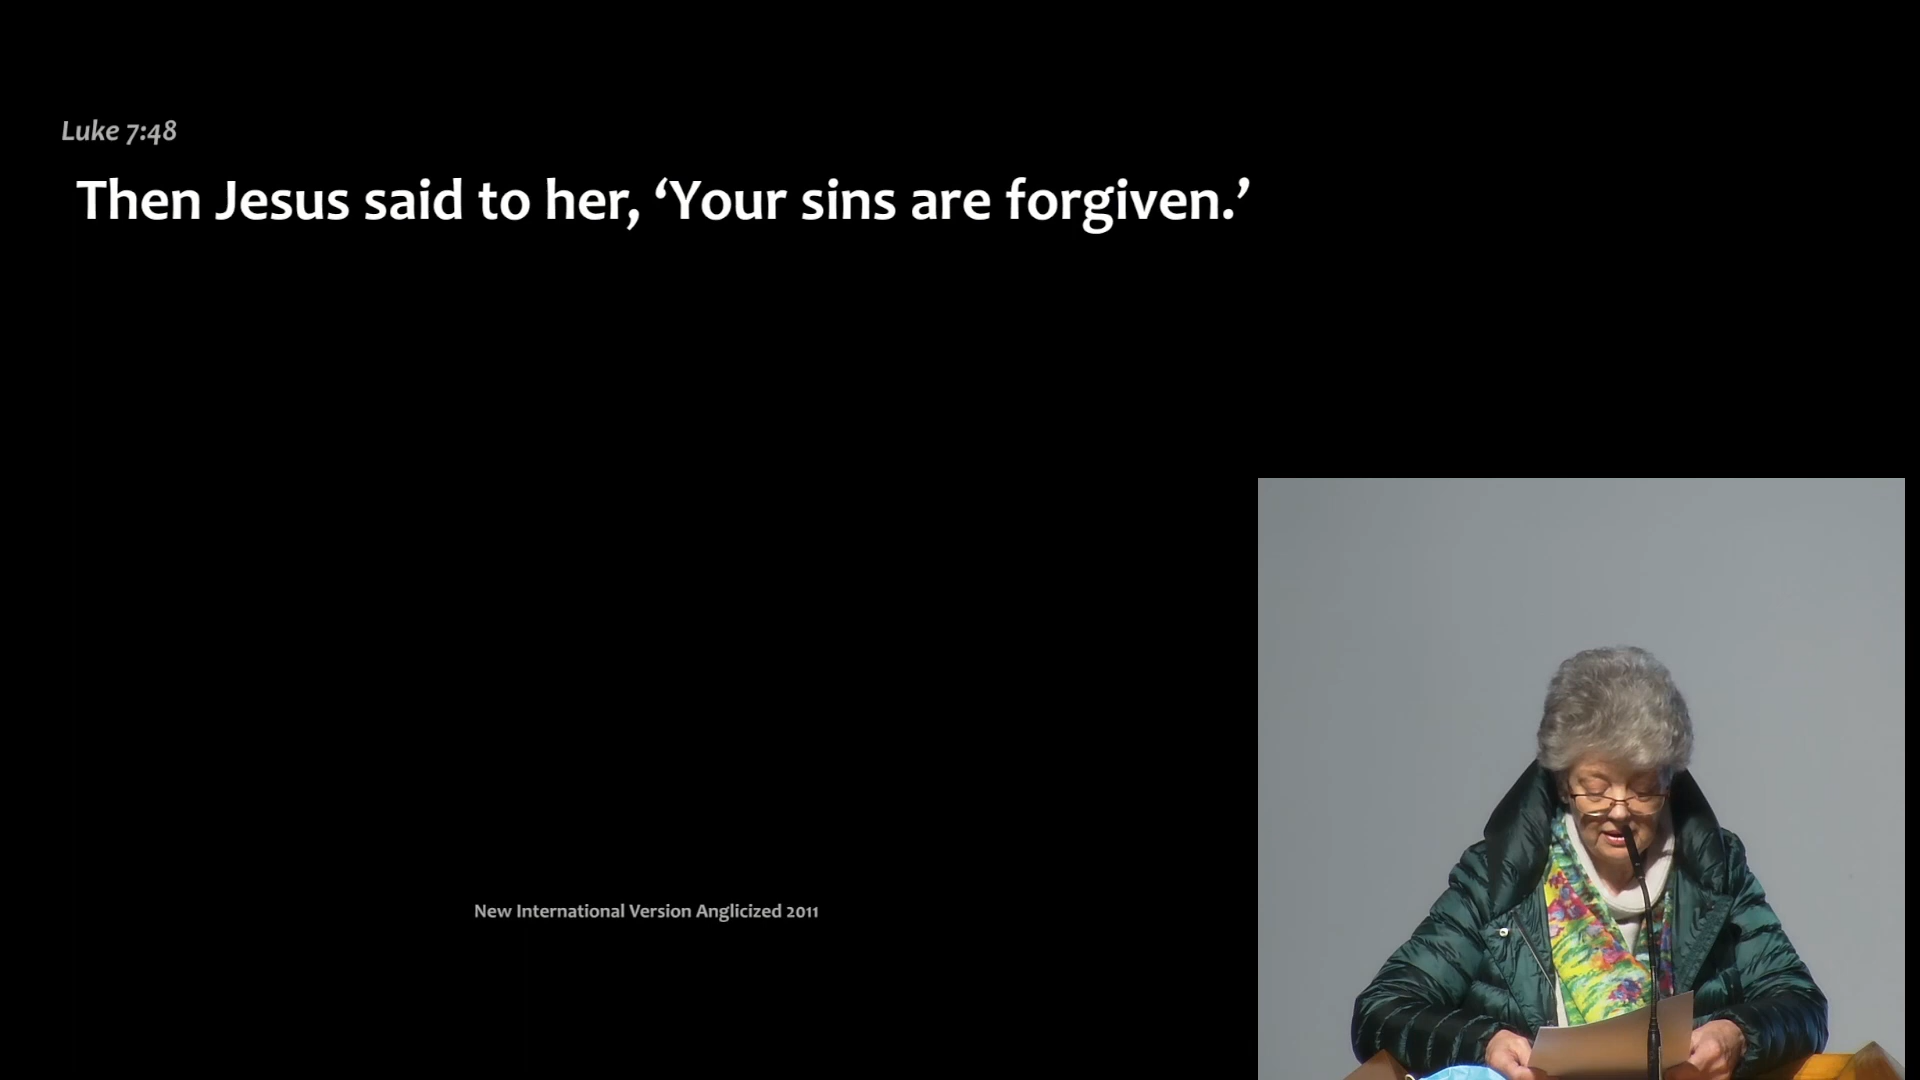 Luke 7:48
Then Jesus said to her, ‘Your sins are forgiven.’
New International Version Anglicized 2011